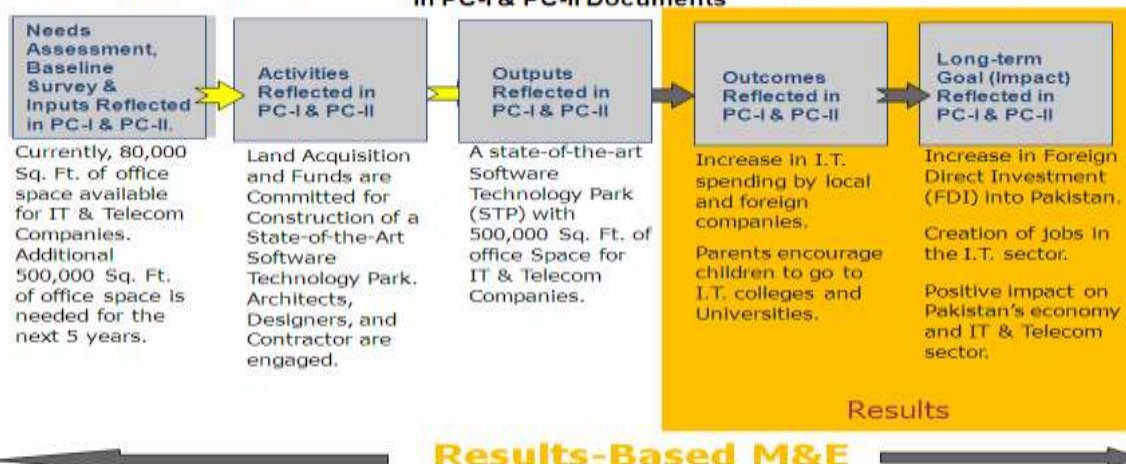 in PC-I & PC-II Documents
Needs
Assessment,
Baseline
Survey &
Inputs Reflected
in PC-I & PC-II.
Currently, 80,000
Sq. Ft. of office
space available
for IT & Telecom
Companies.
Additional
500,000 Sq. Ft.
of office space is
needed for the
next 5 years.
Activities
Reflected in
PC-I & PC-II
Land Acquisition
and Funds are
Committed for
Construction of a
State-of-the-Art
Software
Technology Park.
Architects,
Designers, and
Contractor are
engaged.
Outputs
Reflected in
PC-I & PC-II
A state-of-the-art
Software
Technology Park
(STP) with
500,000 Sq. Ft. of
office Space for
IT & Telecom
Companies.
Outcomes
Reflected in
PC-I & PC-II
Increase in I.T.
spending by local
and foreign
companies.
Parents encourage
children to go to
I.T. colleges and
Universities.
Long-term
Goal (Impact)
Reflected in
PC-I & PC-II
Increase in Foreign
Direct Investment
(FDI) into Pakistan.
Creation of jobs in
the I.T. sector.
Positive impact on
Pakistan's economy
and IT & Telecom
sector.
Results
Results-Based M&E